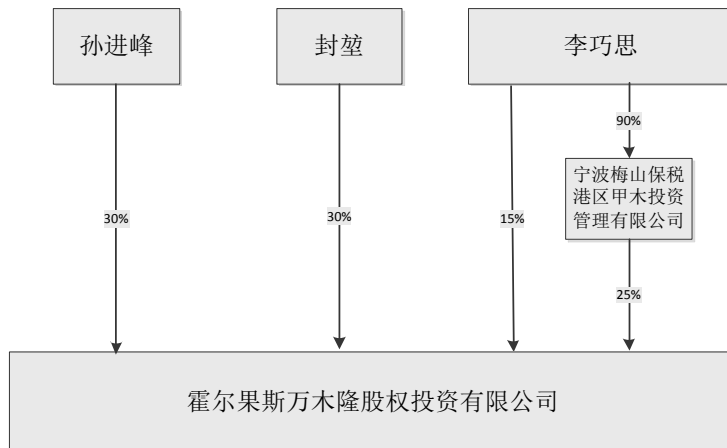 孙进峰
封堃
李巧思
90%
宁波梅山保税
港区甲木投资
管理有限公司
30%
30%
15%
25%
霍尔果斯万木隆股权投资有限公司